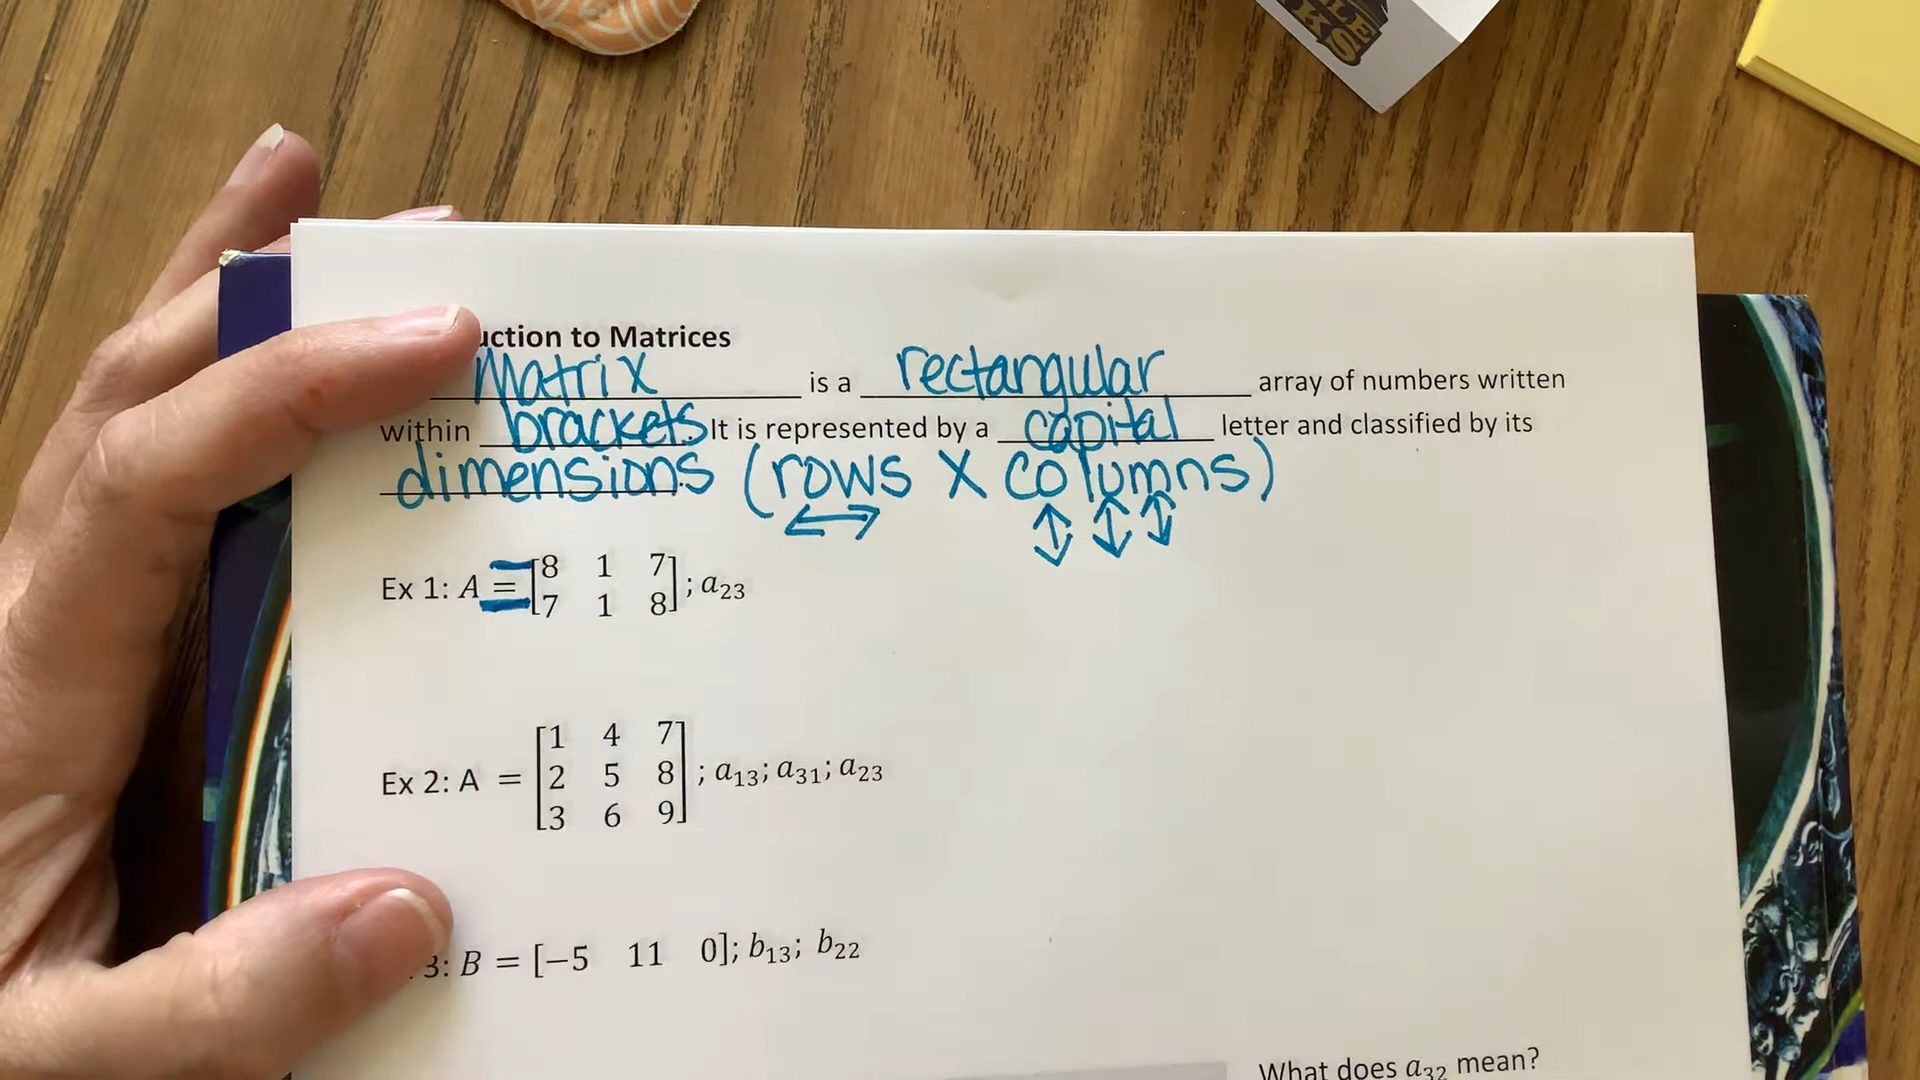 uction to Matrices
Matrix is a rectangular array of numbers written
within brackets. It is represented by a capital letter and classified by its
dimensions (rows X columns)
Ex 1: A = [8 1 7
7 1 8]; a₂₃
Ex 2: A = [1 4 7
2 5 8
3 6 9]; a₁₃; a₃₁; a₂₃
3: B = [−5 11 0]; b₁₃; b₂₂
What does a₃₂ mean?